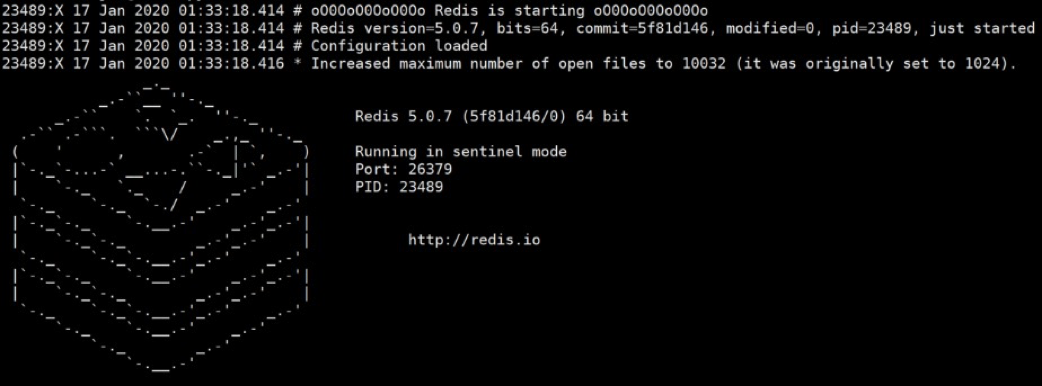 23489:X 17 Jan 2020 01:33:18.414 # oO0OoO0OoO0Oo Redis is starting oO0OoO0OoO0Oo
23489:X 17 Jan 2020 01:33:18.414 # Redis version=5.0.7, bits=64, commit=5f81d146, modified=0, pid=23489, just started
23489:X 17 Jan 2020 01:33:18.414 # Configuration loaded
23489:X 17 Jan 2020 01:33:18.416 * Increased maximum number of open files to 10032 (it was originally set to 1024).
Redis 5.0.7 (5f81d146/0) 64 bit
Running in sentinel mode
Port: 26379
PID: 23489
http://redis.io